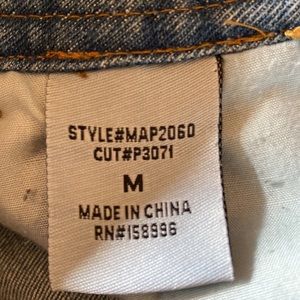 STYLE#MAP2060
CUT#P3071
M
MADE IN CHINA
RN#158996